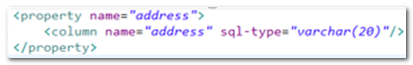 <property name="address">
<column name="address" sql-type="varchar(20)"/>
</property>